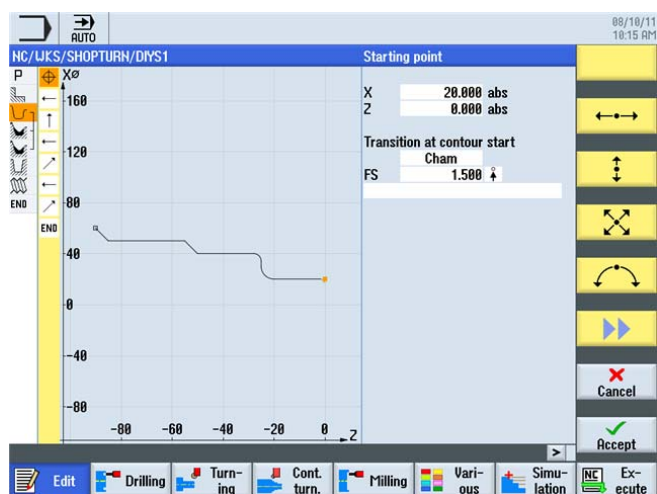 08/10/11
10:15 AM
AUTO
NC/WKS/SHOPTURN/DIYS1
Starting point
P
XØ
X 20.000 abs
Z 0.000 abs
Transition at contour start
Cham
FS 1.500
160
120
80
40
0
-40
-80
END
END
-80 -60 -40 -20 0 Z
Cancel
Accept
>
Edit
Drilling
Turn-
ing
Cont.
turn.
Milling
Vari-
ous
Simu-
lation
NC
Ex-
ecute